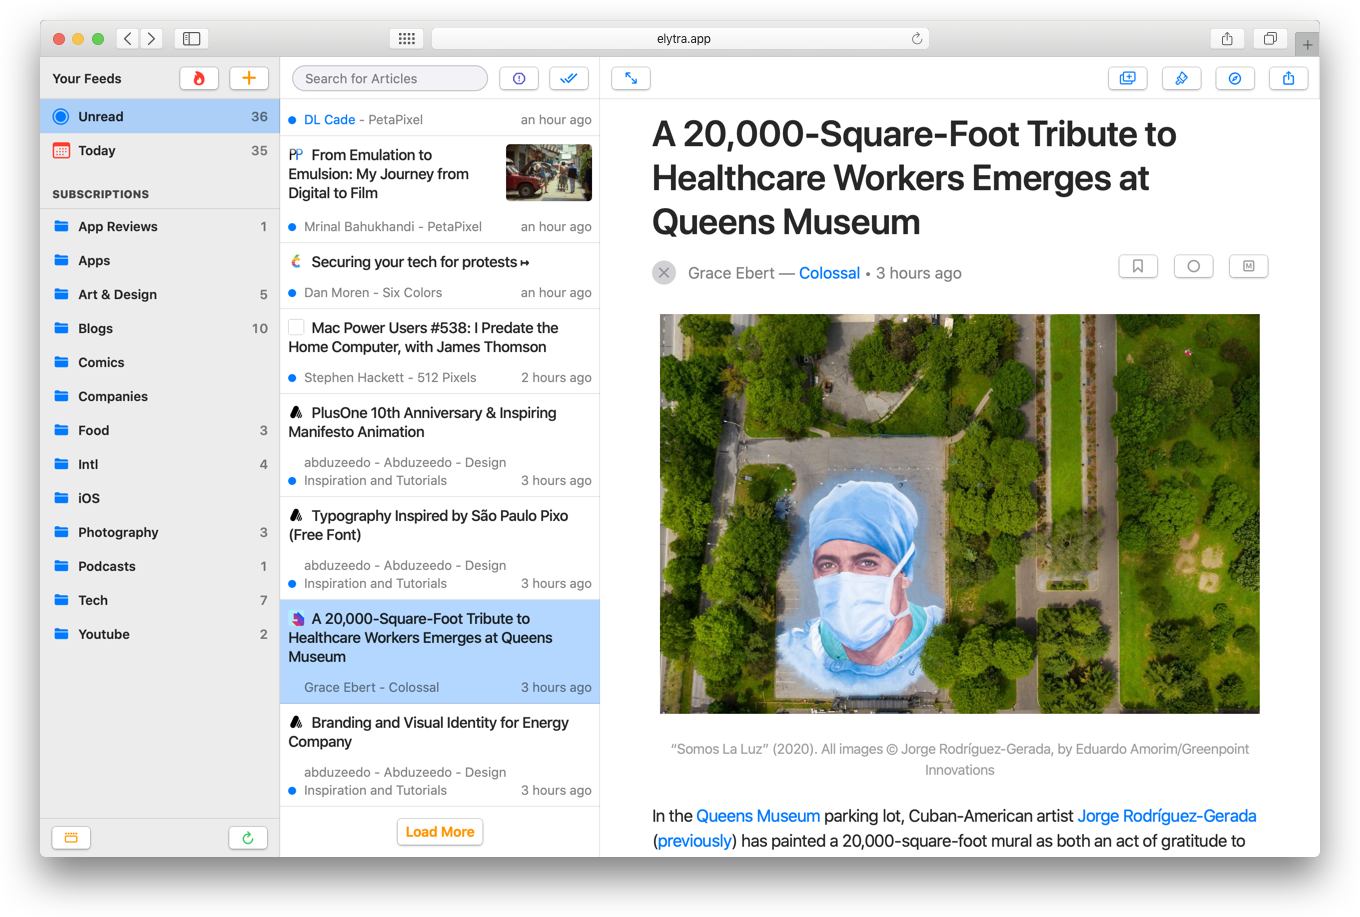 elytra.app
Your Feeds
Unread 36
Today 35
SUBSCRIPTIONS
App Reviews 1
Apps
Art & Design 5
Blogs 10
Comics
Companies
Food 3
Intl 4
iOS
Photography 3
Podcasts 1
Tech 7
Youtube 2
Search for Articles
DL Cade - PetaPixel an hour ago
From Emulation to
Emulsion: My Journey from
Digital to Film
Mrinal Bahukhandi - PetaPixel an hour ago
Securing your tech for protests ↦
Dan Moren - Six Colors an hour ago
Mac Power Users #538: I Predate the
Home Computer, with James Thomson
Stephen Hackett - 512 Pixels 2 hours ago
PlusOne 10th Anniversary & Inspiring
Manifesto Animation
abduzeedo - Abduzeedo - Design
Inspiration and Tutorials 3 hours ago
Typography Inspired by São Paulo Pixo
(Free Font)
abduzeedo - Abduzeedo - Design
Inspiration and Tutorials 3 hours ago
A 20,000-Square-Foot Tribute to
Healthcare Workers Emerges at Queens
Museum
Grace Ebert - Colossal 3 hours ago
Branding and Visual Identity for Energy
Company
abduzeedo - Abduzeedo - Design
Inspiration and Tutorials 3 hours ago
Load More
A 20,000-Square-Foot Tribute to
Healthcare Workers Emerges at
Queens Museum
Grace Ebert — Colossal • 3 hours ago
M
“Somos La Luz” (2020). All images © Jorge Rodríguez-Gerada, by Eduardo Amorim/Greenpoint
Innovations
In the Queens Museum parking lot, Cuban-American artist Jorge Rodríguez-Gerada
(previously) has painted a 20,000-square-foot mural as both an act of gratitude to